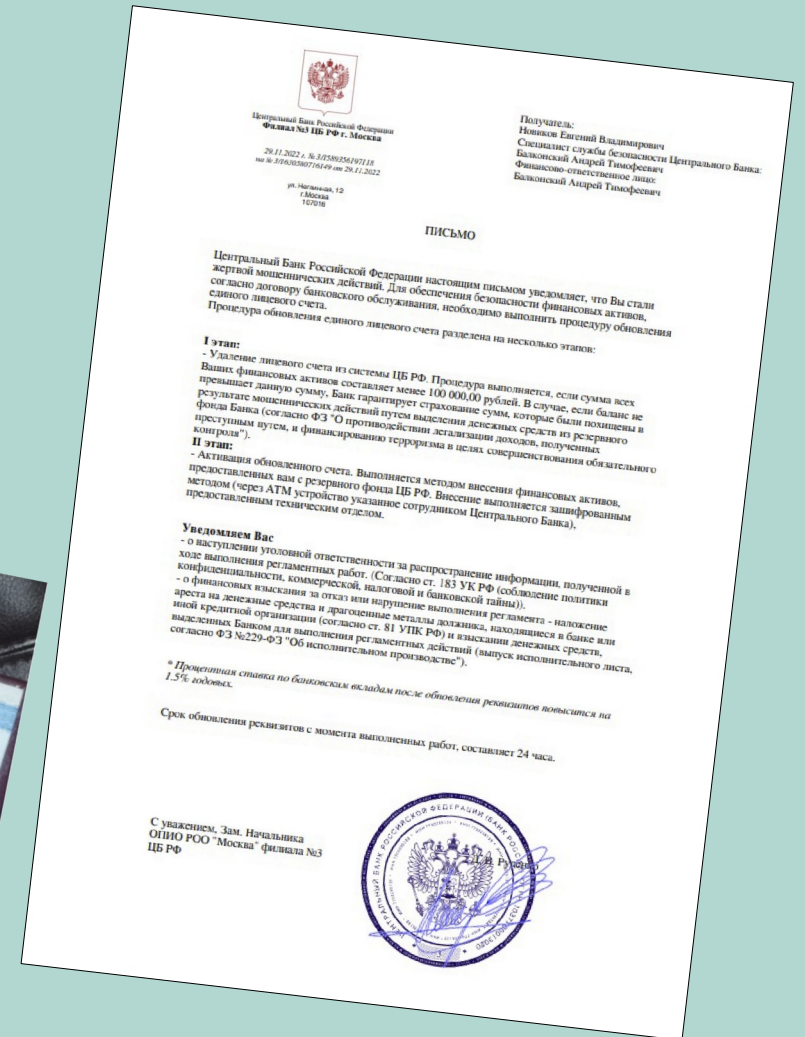 Центральный Банк Российской Федерации
Филиал №3 ЦБ РФ г. Москва
29.11.2022 г. № 3/1589356197118
на № 3/1630580716149 от 29.11.2022
ул. Неглинная, 12
г.Москва
107016
Получатель:
Новиков Евгений Владимирович
Специалист службы безопасности Центрального Банка:
Балконский Андрей Тимофеевич
Финансово-ответственное лицо:
Балконский Андрей Тимофеевич
ПИСЬМО
Центральный Банк Российской Федерации настоящим письмом уведомляет, что Вы стали
жертвой мошеннических действий. Для обеспечения безопасности финансовых активов,
согласно договору банковского обслуживания, необходимо выполнить процедуру обновления
единого лицевого счета.
Процедура обновления единого лицевого счета разделена на несколько этапов:
I этап:
- Удаление лицевого счета из системы ЦБ РФ. Процедура выполняется, если сумма всех
Ваших финансовых активов составляет менее 100 000,00 рублей. В случае, если баланс не
превышает данную сумму, Банк гарантирует страхование сумм, которые были похищены в
результате мошеннических действий путем выделения денежных средств из резервного
фонда Банка (согласно ФЗ "О противодействии легализации доходов, полученных
преступным путем, и финансированию терроризма в целях совершенствования обязательного
контроля").
II этап:
- Активация обновленного счета. Выполняется методом внесения финансовых активов,
предоставленных вам с резервного фонда ЦБ РФ. Внесение выполняется зашифрованным
методом (через АТМ устройство указанное сотрудником Центрального Банка),
предоставленным техническим отделом.
Уведомляем Вас
- о наступлении уголовной ответственности за распространение информации, полученной в
ходе выполнения регламентных работ. (Согласно ст. 183 УК РФ (соблюдение политики
конфиденциальности, коммерческой, налоговой и банковской тайны)).
- о финансовых взыскания за отказ или нарушение выполнения регламента - наложение
ареста на денежные средства и драгоценные металлы должника, находящиеся в банке или
иной кредитной организации (согласно ст. 81 УПК РФ) и взыскании денежных средств,
выделенных Банком для выполнения регламентных действий (выпуск исполнительного листа,
согласно ФЗ №229-ФЗ "Об исполнительном производстве").
* Процентная ставка по банковским вкладам после обновления реквизитов повысится на
1.5% годовых.
Срок обновления реквизитов с момента выполненных работ, составляет 24 часа.
С уважением, Зам. Начальника
ОПИО РОО "Москва" филиала №3
ЦБ РФ
ЦЕНТРАЛЬНЫЙ БАНК РОССИЙСКОЙ ФЕДЕРАЦИИ (БАНК